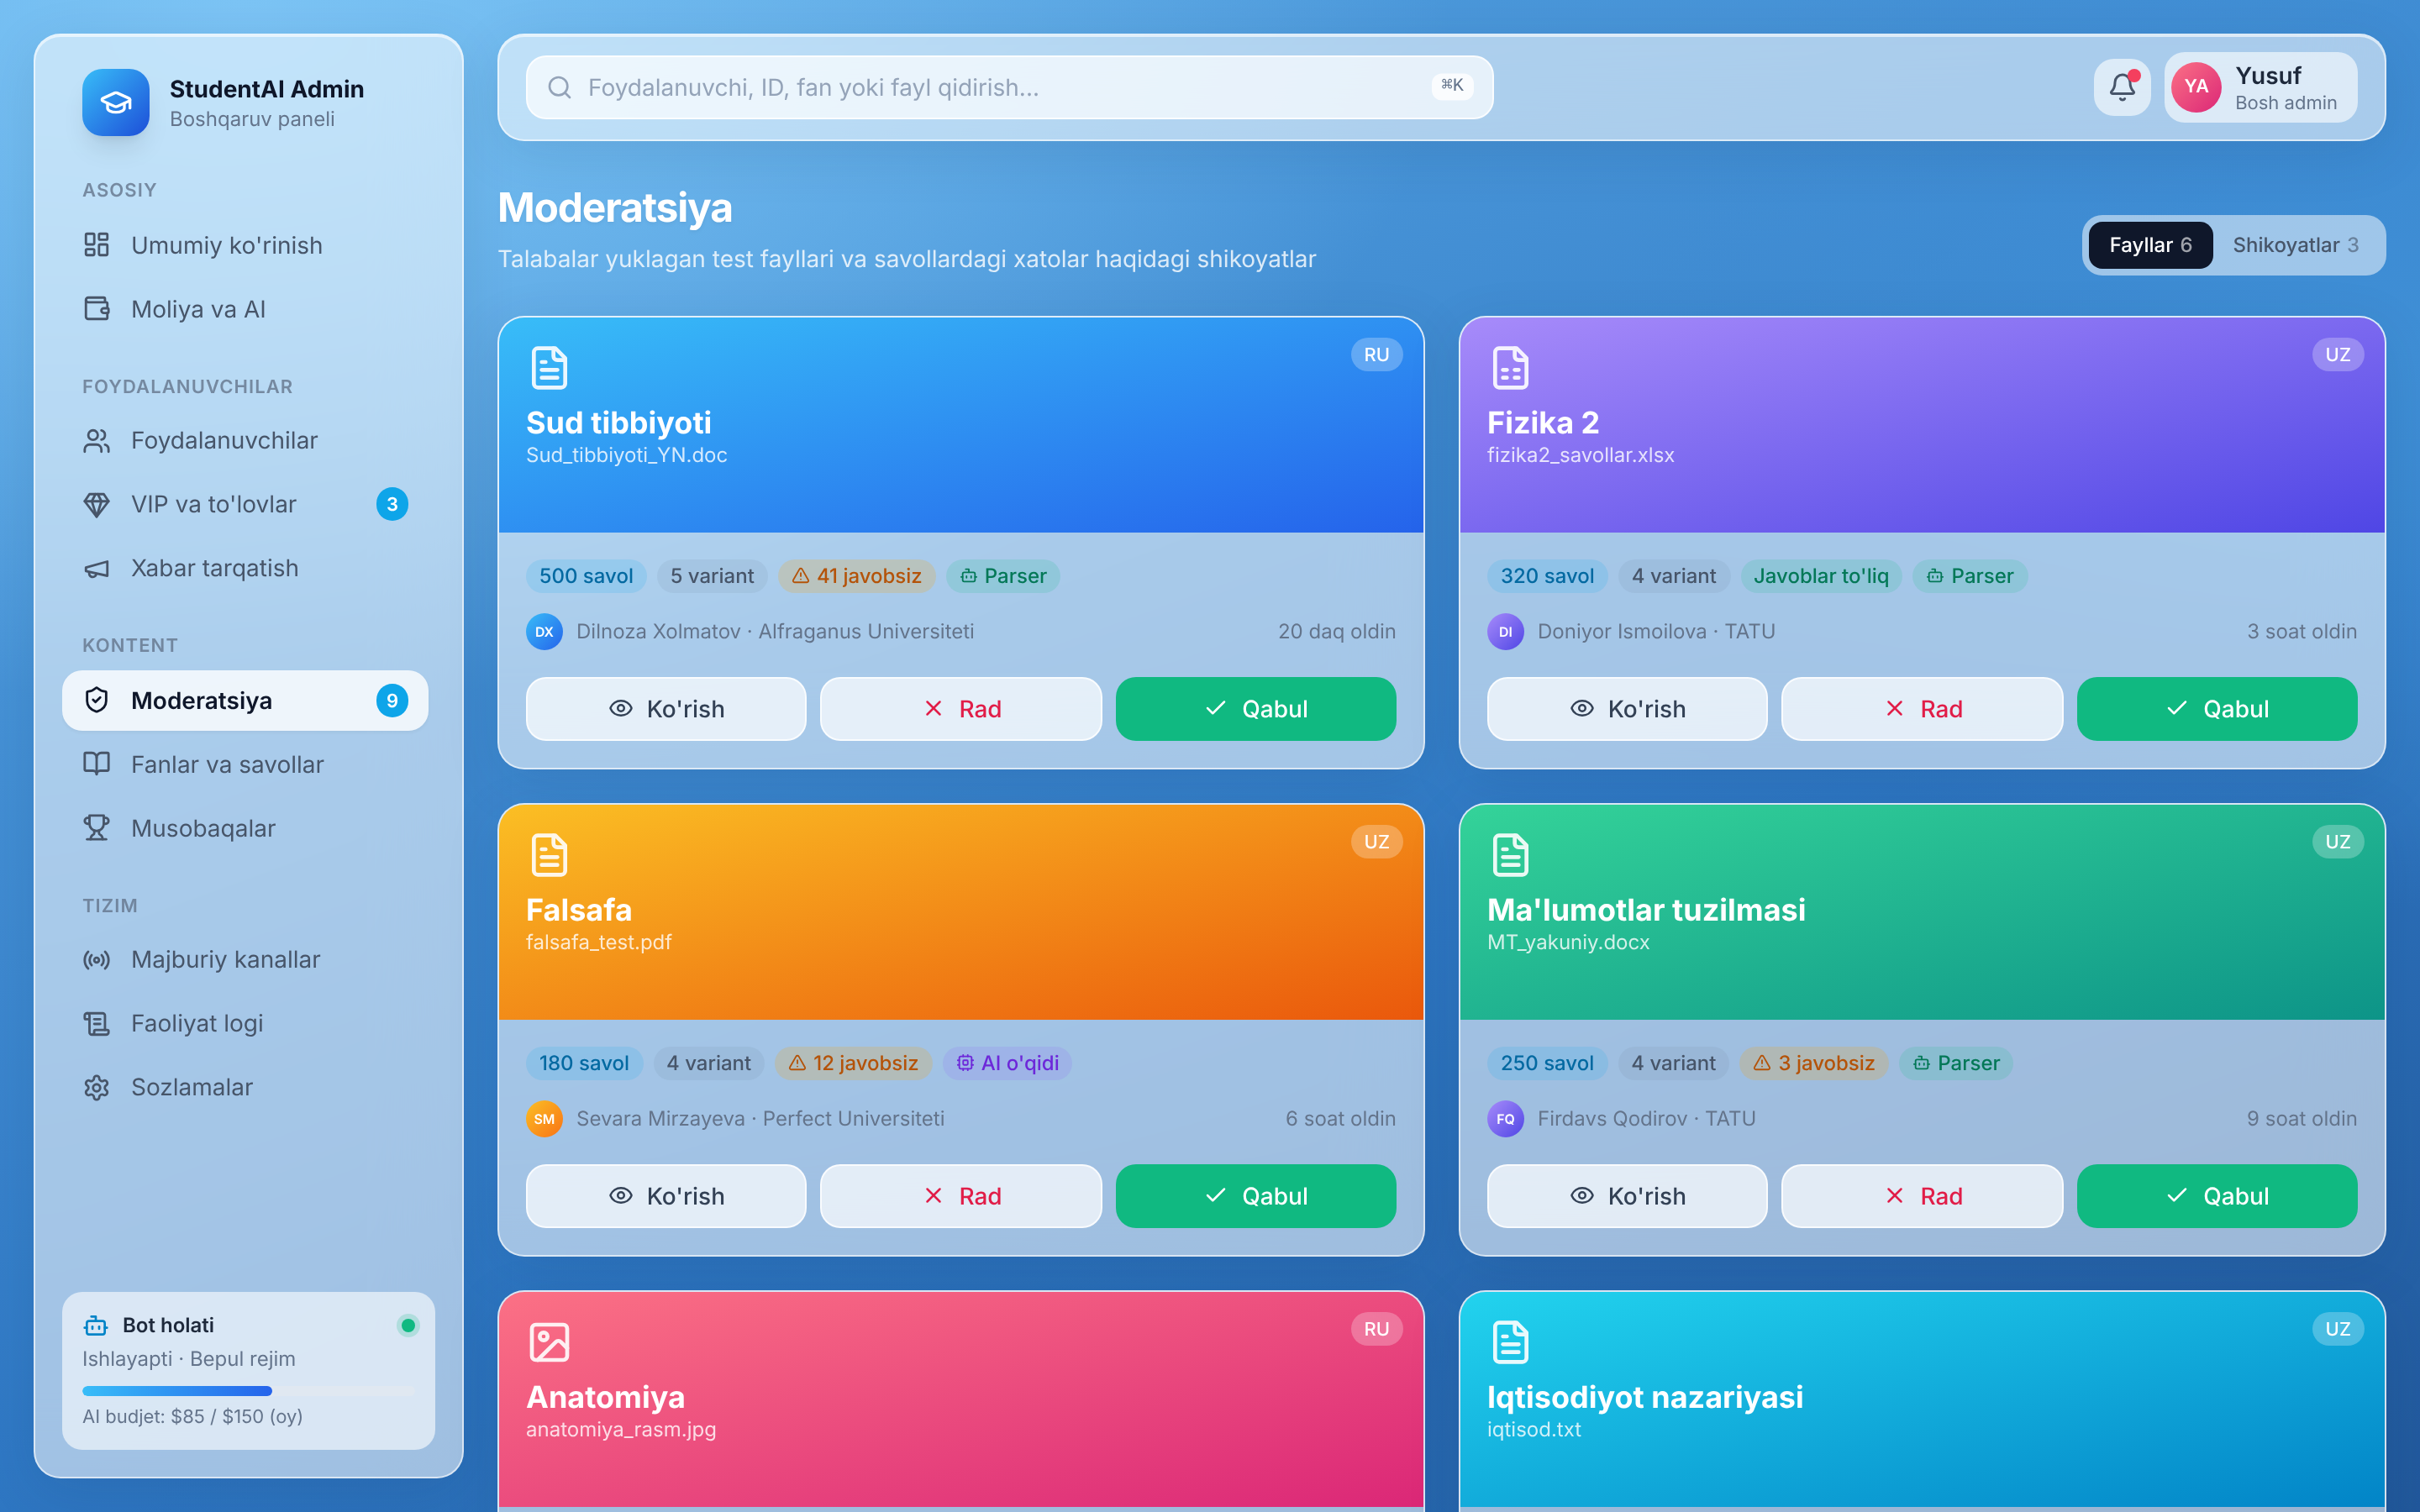 StudentAI Admin
Boshqaruv paneli
ASOSIY
Umumiy ko'rinish
Moliya va AI
FOYDALANUVCHILAR
Foydalanuvchilar
VIP va to'lovlar 3
Xabar tarqatish
KONTENT
Moderatsiya 9
Fanlar va savollar
Musobaqalar
TIZIM
Majburiy kanallar
Faoliyat logi
Sozlamalar
Bot holati
Ishlayapti · Bepul rejim
AI budjet: $85 / $150 (oy)
Foydalanuvchi, ID, fan yoki fayl qidirish... ⌘K
YA
Yusuf
Bosh admin
Moderatsiya
Talabalar yuklagan test fayllari va savollardagi xatolar haqidagi shikoyatlar
Fayllar 6 Shikoyatlar 3
RU
Sud tibbiyoti
Sud_tibbiyoti_YN.doc
500 savol 5 variant 41 javobsiz Parser
DX Dilnoza Xolmatov · Alfraganus Universiteti 20 daq oldin
Ko'rish Rad Qabul
UZ
Fizika 2
fizika2_savollar.xlsx
320 savol 4 variant Javoblar to'liq Parser
DI Doniyor Ismoilova · TATU 3 soat oldin
Ko'rish Rad Qabul
UZ
Falsafa
falsafa_test.pdf
180 savol 4 variant 12 javobsiz AI o'qidi
SM Sevara Mirzayeva · Perfect Universiteti 6 soat oldin
Ko'rish Rad Qabul
UZ
Ma'lumotlar tuzilmasi
MT_yakuniy.docx
250 savol 4 variant 3 javobsiz Parser
FQ Firdavs Qodirov · TATU 9 soat oldin
Ko'rish Rad Qabul
RU
Anatomiya
anatomiya_rasm.jpg
UZ
Iqtisodiyot nazariyasi
iqtisod.txt